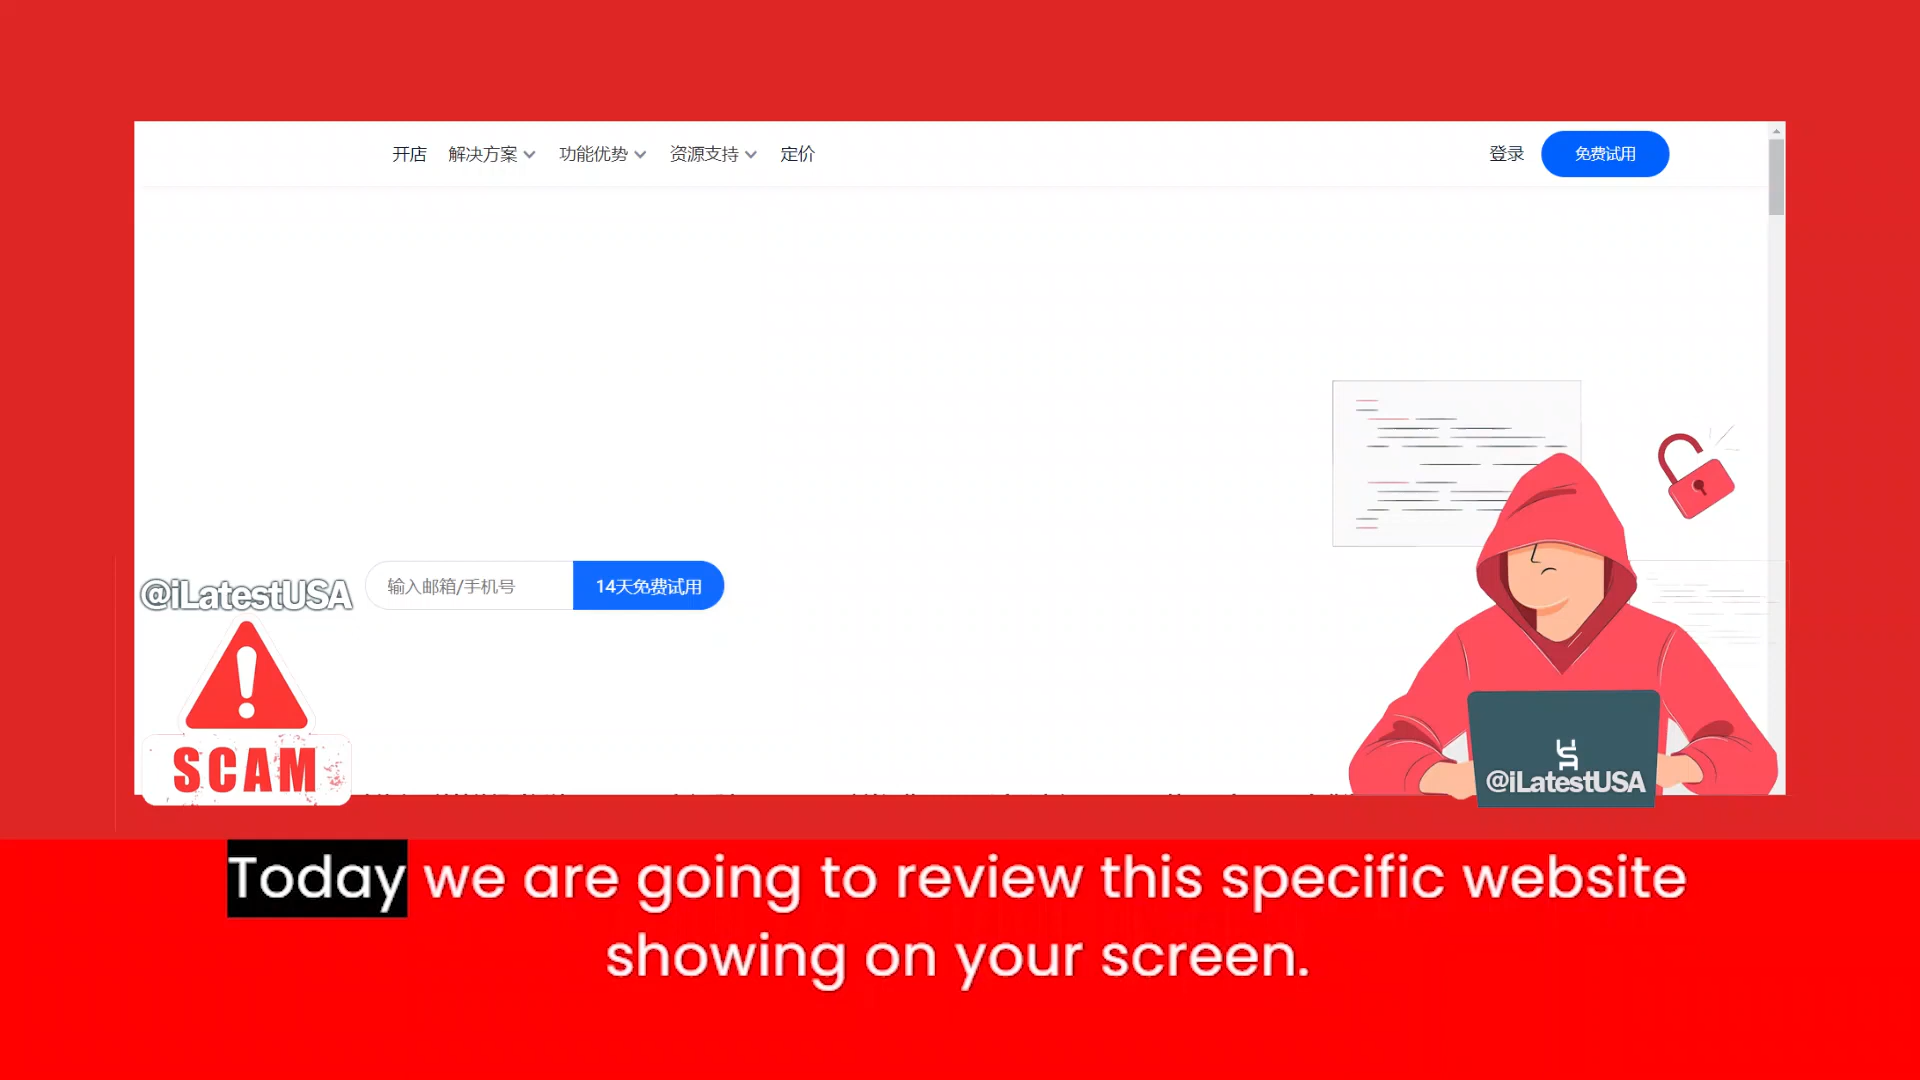 开店 解决方案 功能优势 资源支持 定价 登录 免费试用
@iLatestUSA
输入邮箱/手机号 14天免费试用
SCAM
@iLatestUSA
Today we are going to review this specific website
showing on your screen.